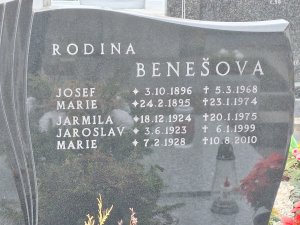 RODINA
BENEŠOVA
JOSEF ✦ 3.10.1896 ✝ 5.3.1968
MARIE ✦ 24.2.1895 ✝ 23.1.1974
JARMILA ✦ 18.12.1924 ✝ 20.1.1975
JAROSLAV ✦ 3.6.1923 ✝ 6.1.1999
MARIE ✦ 7.2.1928 ✝ 10.8.2010